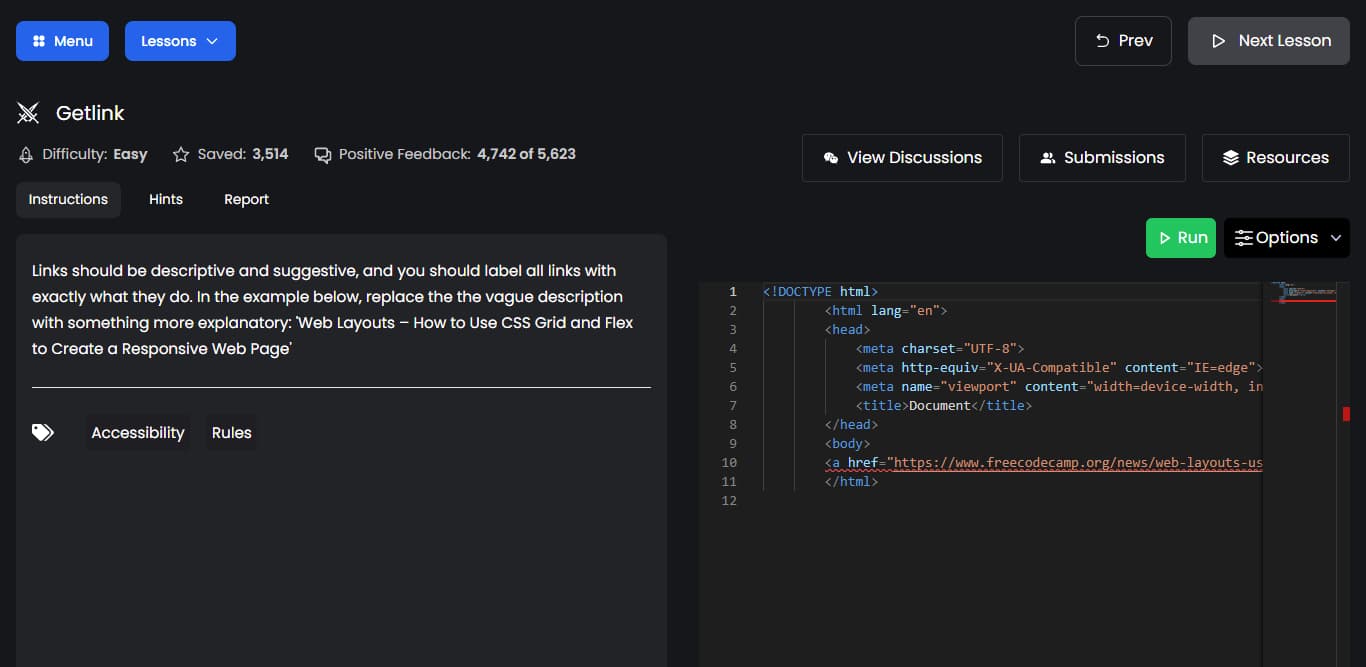 Menu
Lessons
Prev
Next Lesson
Getlink
Difficulty: Easy
Saved: 3,514
Positive Feedback: 4,742 of 5,623
View Discussions
Submissions
Resources
Instructions
Hints
Report
Run
Options
Links should be descriptive and suggestive, and you should label all links with
exactly what they do. In the example below, replace the the vague description
with something more explanatory: 'Web Layouts – How to Use CSS Grid and Flex
to Create a Responsive Web Page'
Accessibility
Rules
1 <!DOCTYPE html>
2 <html lang="en">
3 <head>
4 <meta charset="UTF-8">
5 <meta http-equiv="X-UA-Compatible" content="IE=edge">
6 <meta name="viewport" content="width=device-width, in
7 <title>Document</title>
8 </head>
9 <body>
10 <a href="https://www.freecodecamp.org/news/web-layouts-us
11 </html>
12